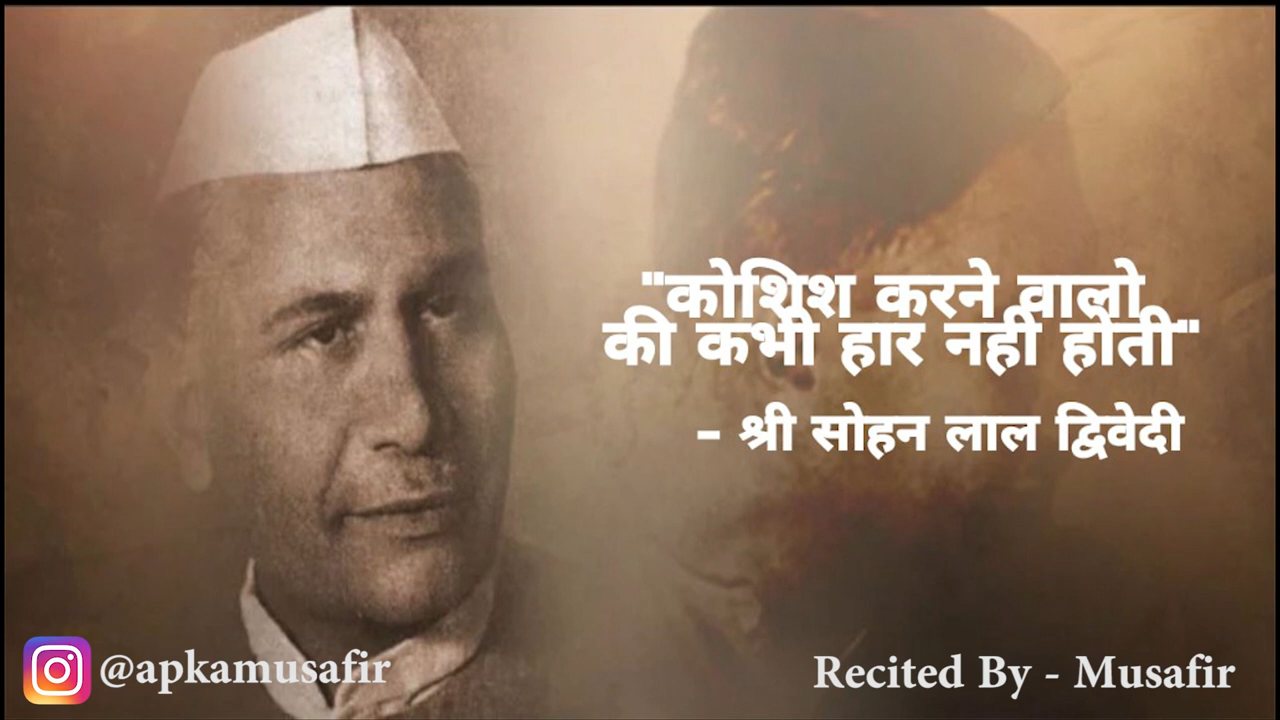 "कोशिश करने वालो
की कभी हार नही होती"
- श्री सोहन लाल द्विवेदी
@apkamusafir
Recited By - Musafir